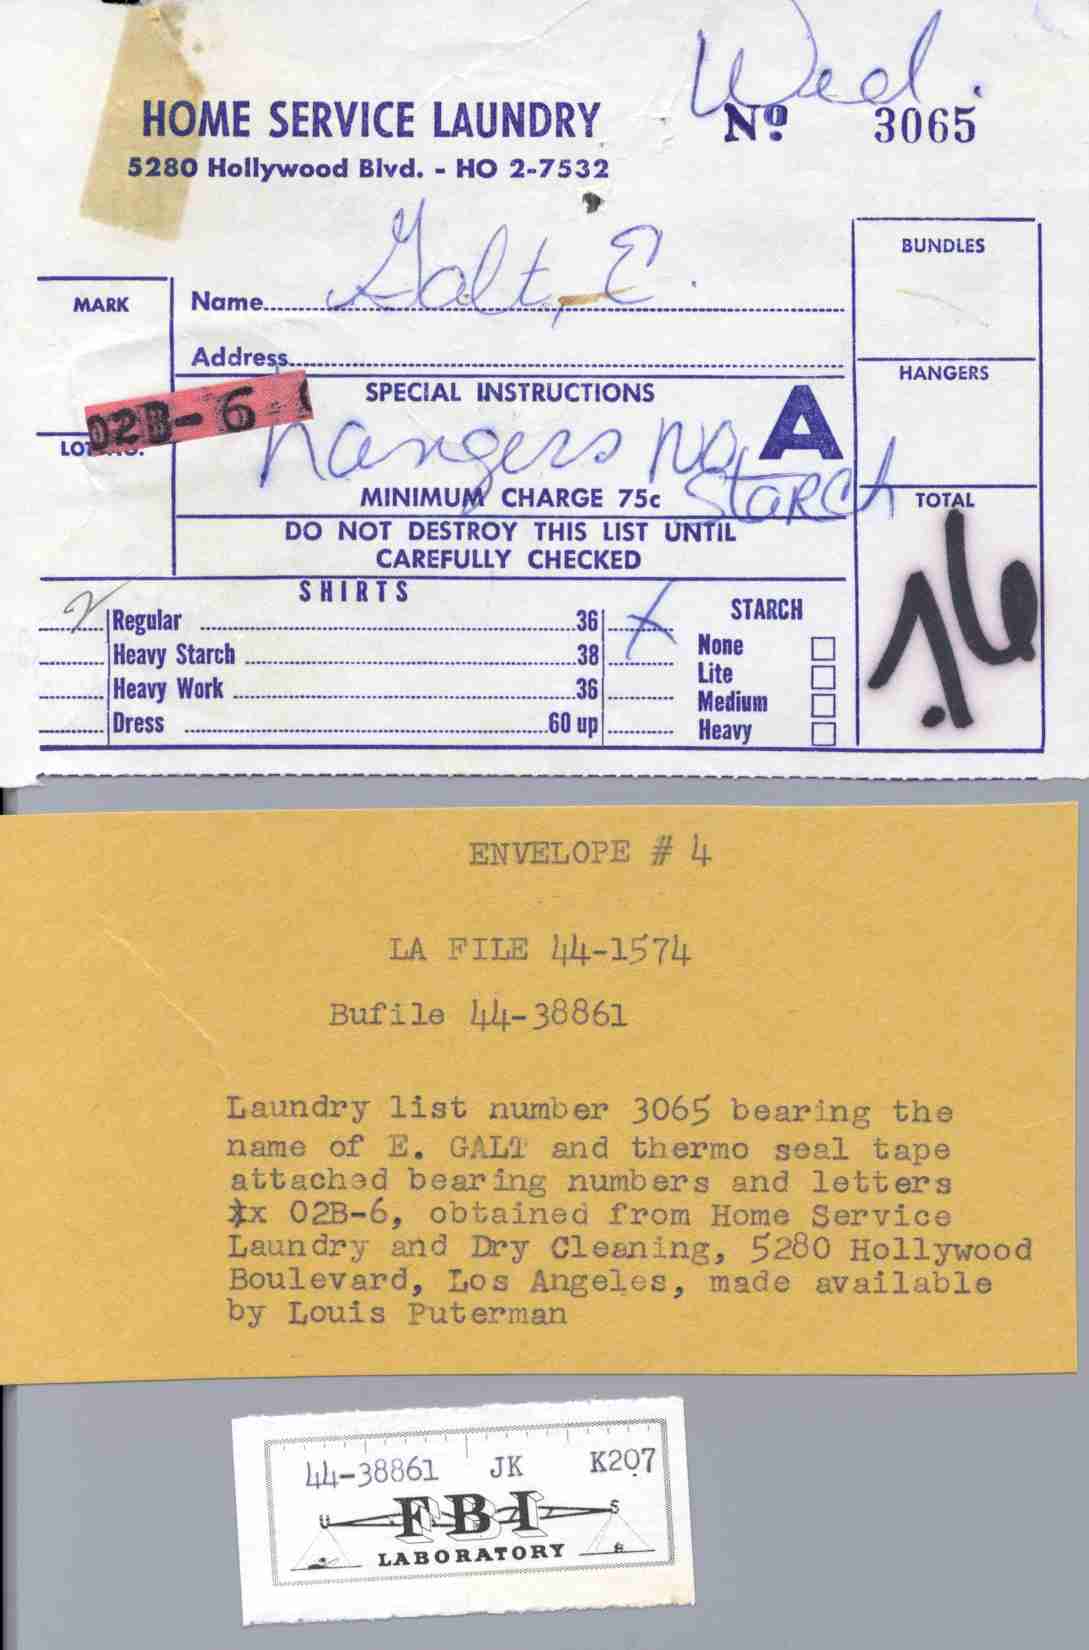 Wed.
HOME SERVICE LAUNDRY Nº 3065
5280 Hollywood Blvd. - HO 2-7532
BUNDLES
MARK
Name Galt, E.
Address
HANGERS
SPECIAL INSTRUCTIONS
02B-6
LOT NO.
hangers no STARCH
A
MINIMUM CHARGE 75c
TOTAL
DO NOT DESTROY THIS LIST UNTIL
CAREFULLY CHECKED
SHIRTS
STARCH
2 Regular 36 None
Heavy Starch 38 Lite
Heavy Work 36 Medium
Dress 60 up Heavy
ENVELOPE # 4
LA FILE 44-1574
Bufile 44-38861
Laundry list number 3065 bearing the
name of E. GALT and thermo seal tape
attached bearing numbers and letters
x 02B-6, obtained from Home Service
Laundry and Dry Cleaning, 5280 Hollywood
Boulevard, Los Angeles, made available
by Louis Puterman
44-38861 JK K207
U FBI S
LABORATORY